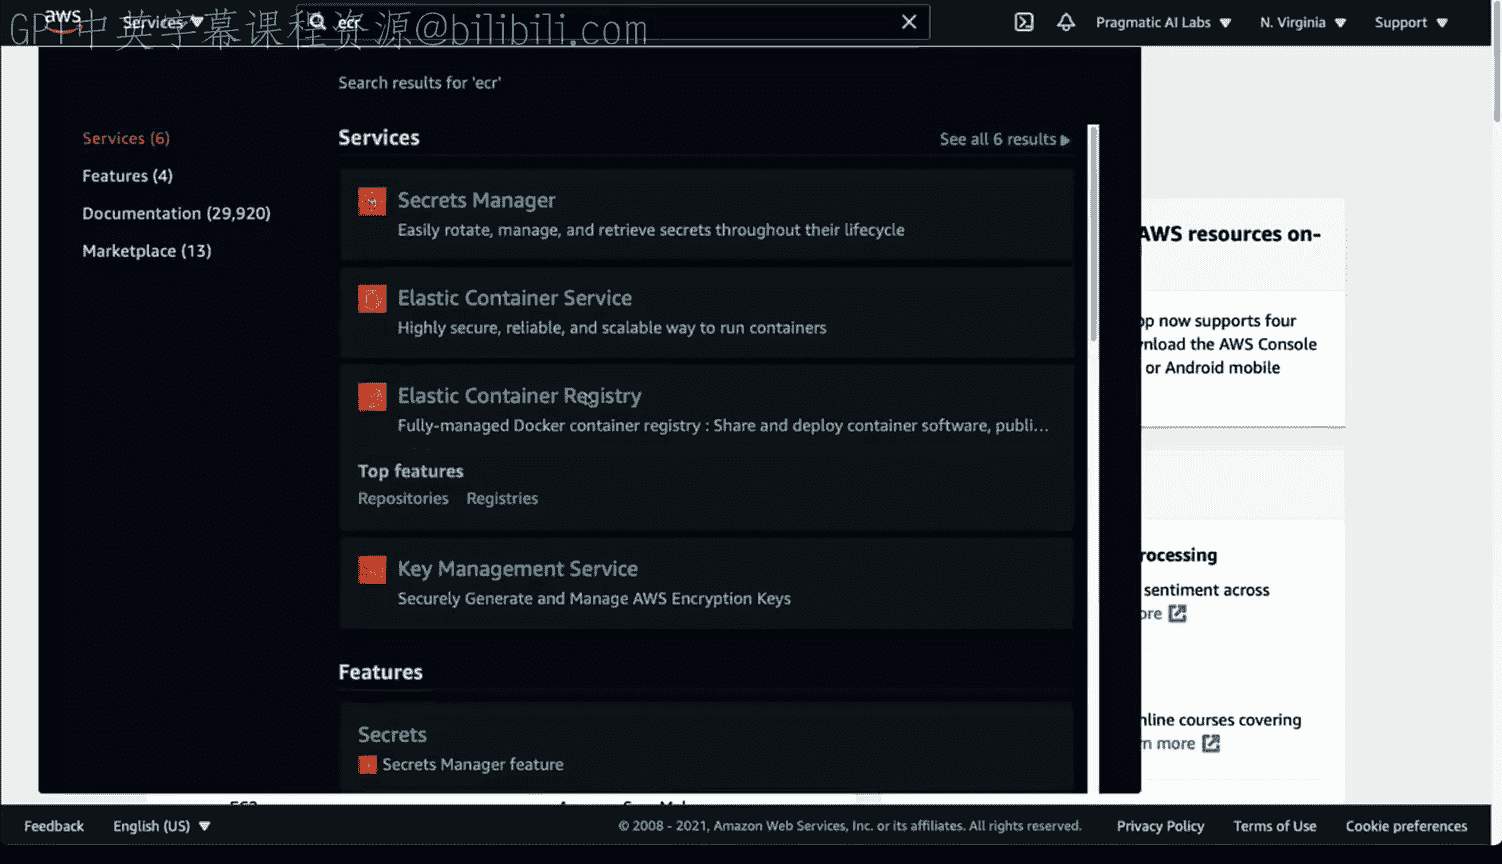 aws
Services
ecr
Pragmatic AI Labs
N. Virginia
Support
GPT中英字幕课程资源@bilibili.com
Search results for 'ecr'
Services (6)
Features (4)
Documentation (29,920)
Marketplace (13)
Services
See all 6 results
Secrets Manager
Easily rotate, manage, and retrieve secrets throughout their lifecycle
Elastic Container Service
Highly secure, reliable, and scalable way to run containers
Elastic Container Registry
Fully-managed Docker container registry : Share and deploy container software, publi...
Top features
Repositories Registries
Key Management Service
Securely Generate and Manage AWS Encryption Keys
Features
Secrets
Secrets Manager feature
AWS resources on-
op now supports four
nload the AWS Console
or Android mobile
rocessing
sentiment across
ore
nline courses covering
n more
Feedback
English (US)
© 2008 - 2021, Amazon Web Services, Inc. or its affiliates. All rights reserved.
Privacy Policy
Terms of Use
Cookie preferences